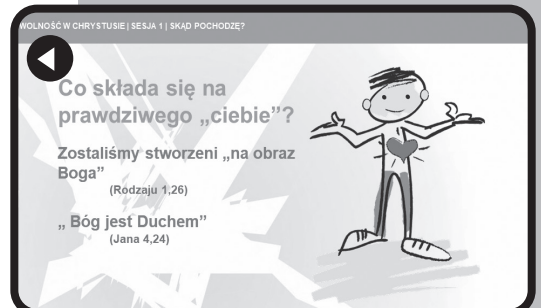 WOLNOŚĆ W CHRYSTUSIE | SESJA 1 | SKĄD POCHODZĘ?
Co składa się na
prawdziwego „ciebie”?
Zostaliśmy stworzeni „na obraz
Boga”
(Rodzaju 1,26)
„ Bóg jest Duchem”
(Jana 4,24)